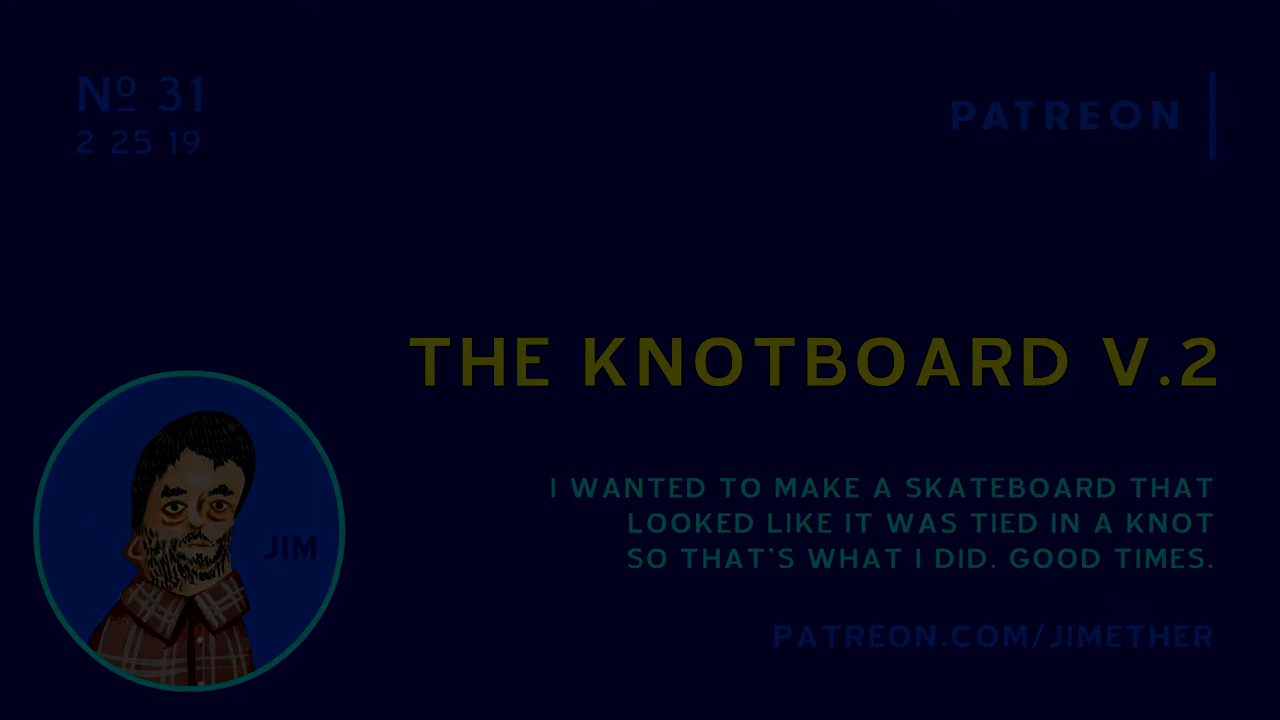 Nº 31
2 25 19
PATREON
THE KNOTBOARD V.2
JIM
I WANTED TO MAKE A SKATEBOARD THAT
LOOKED LIKE IT WAS TIED IN A KNOT
SO THAT'S WHAT I DID. GOOD TIMES.
PATREON.COM/JIMETHER